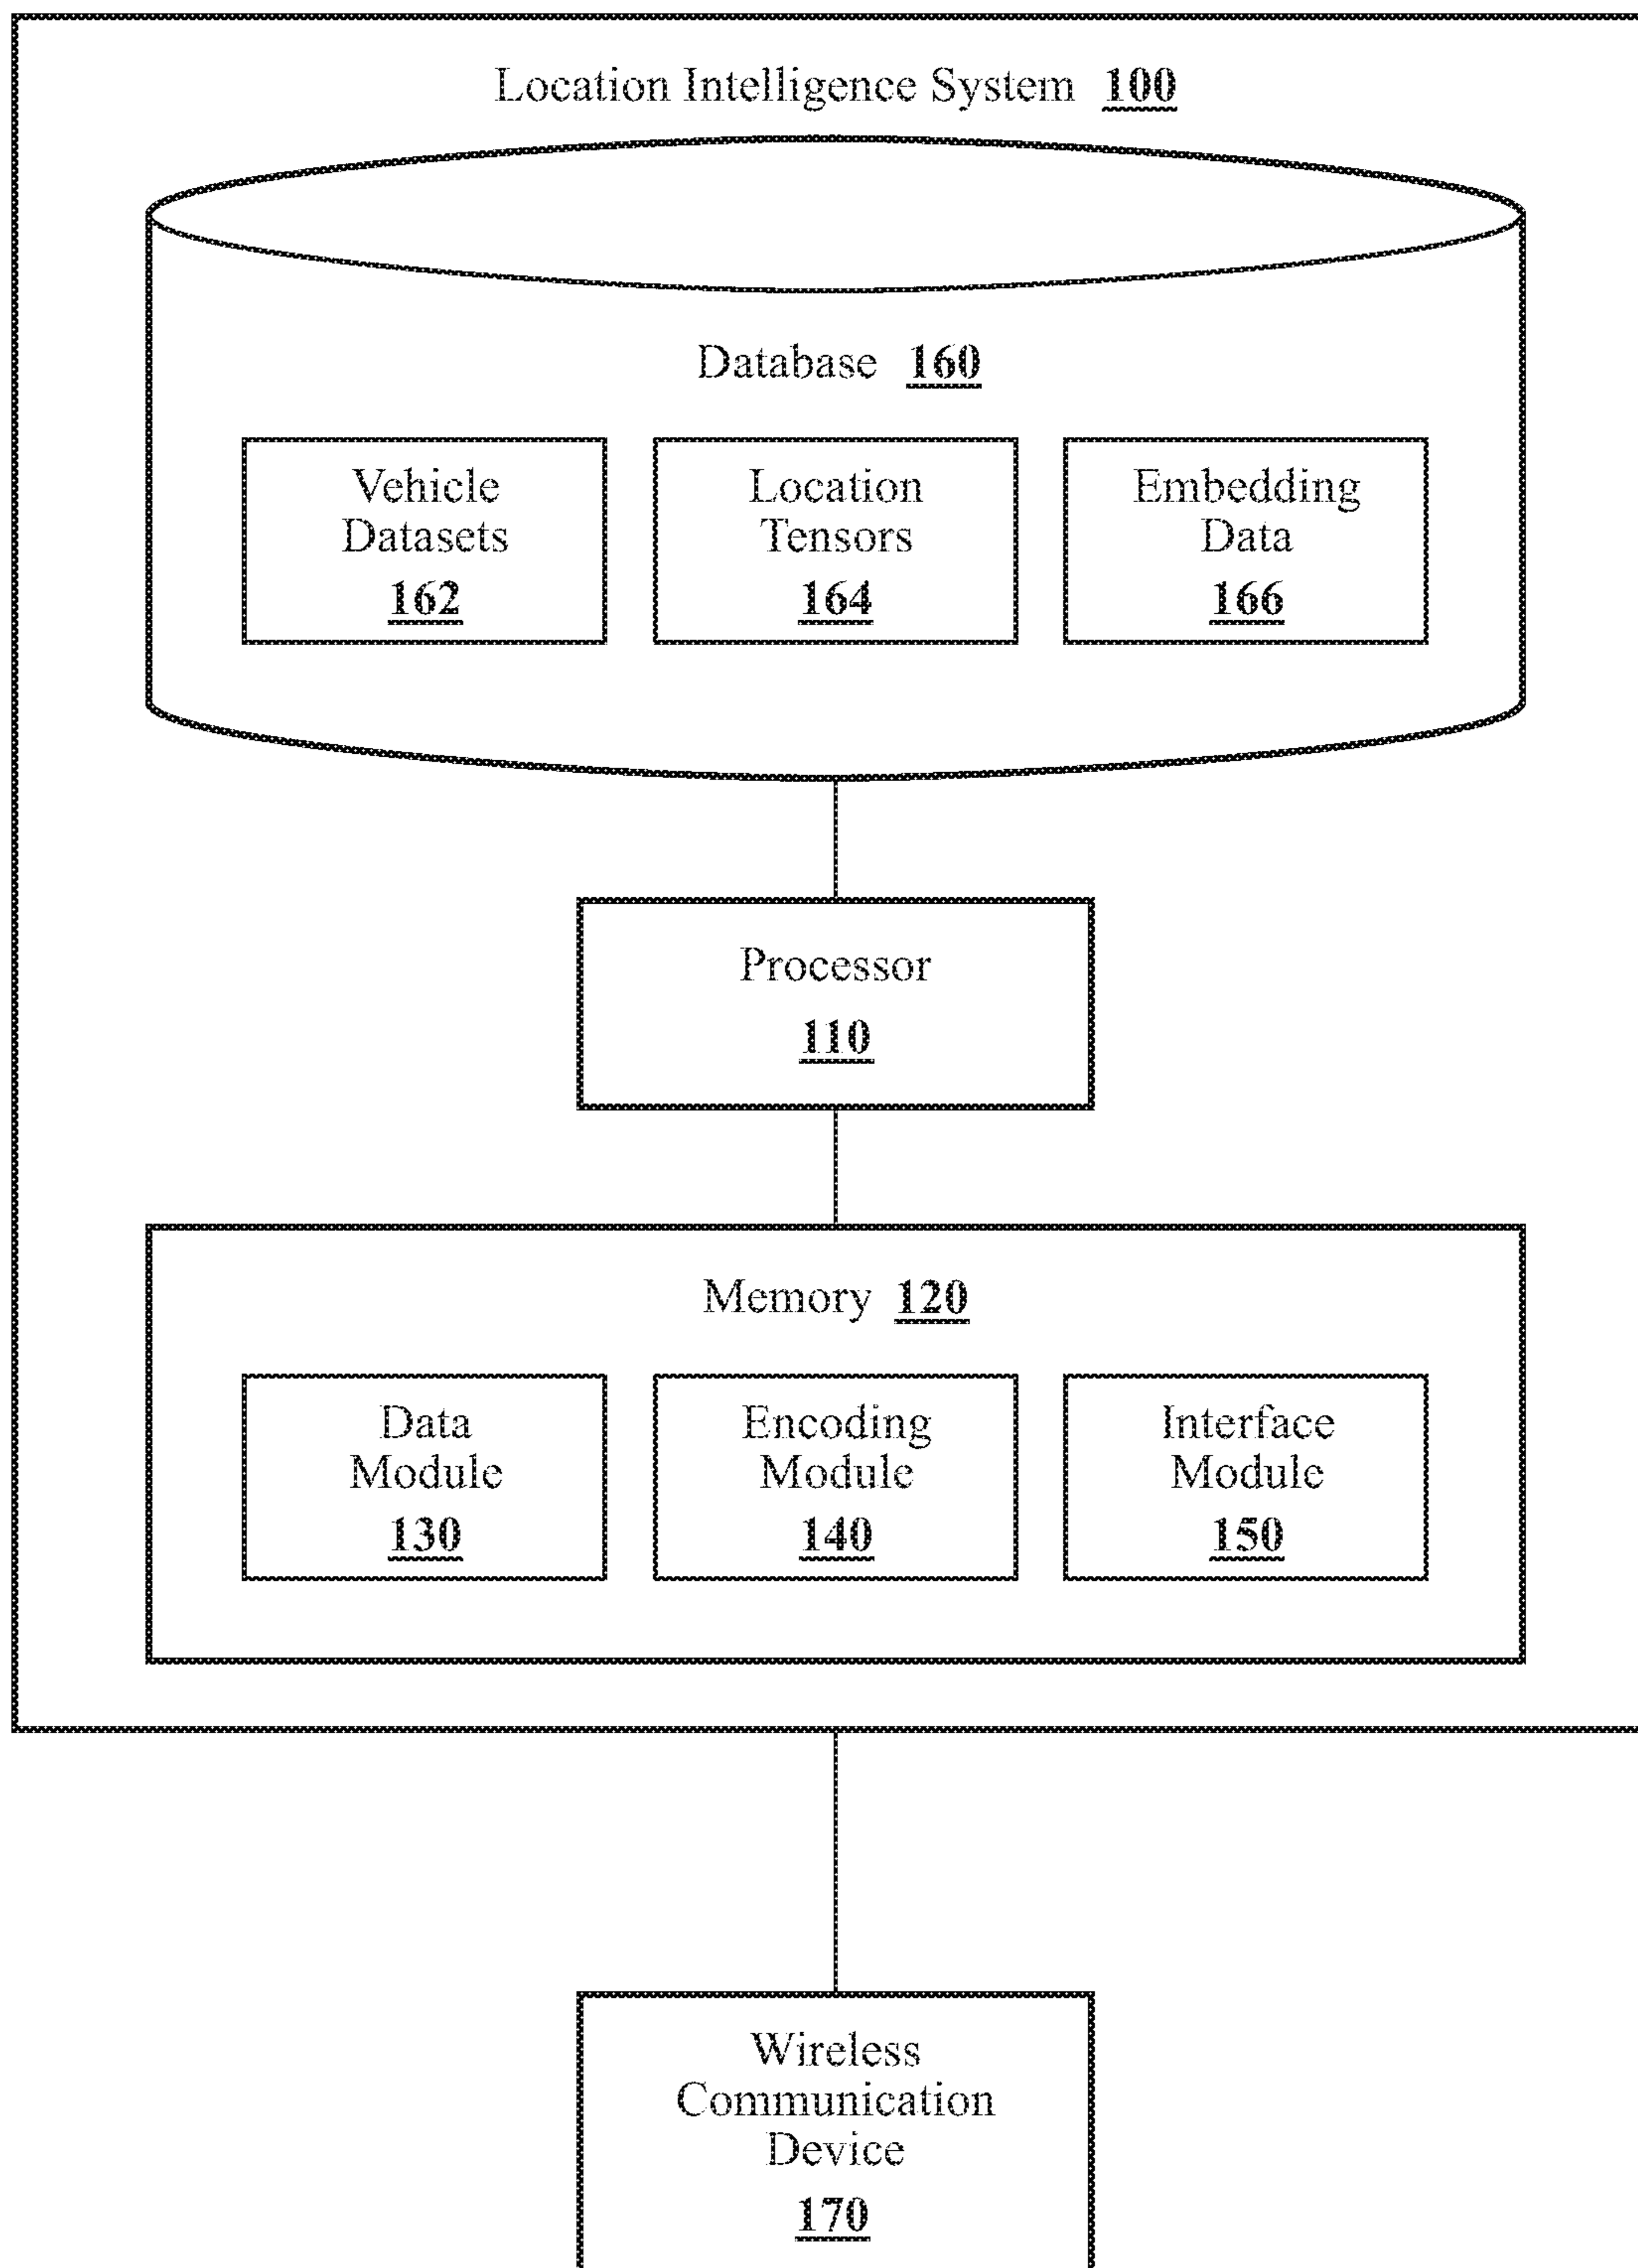 Location Intelligence System 100
Database 160
Vehicle
Datasets
162
Location
Tensors
164
Embedding
Data
166
Processor
110
Memory 120
Data
Module
130
Encoding
Module
140
Interface
Module
150
Wireless
Communication
Device
170